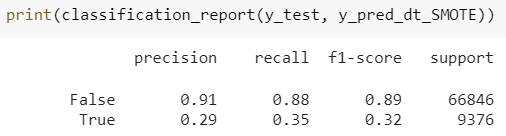 print(classification_report(y_test, y_pred_dt_SMOTE))
precision recall f1-score support
False 0.91 0.88 0.89 66846
True 0.29 0.35 0.32 9376